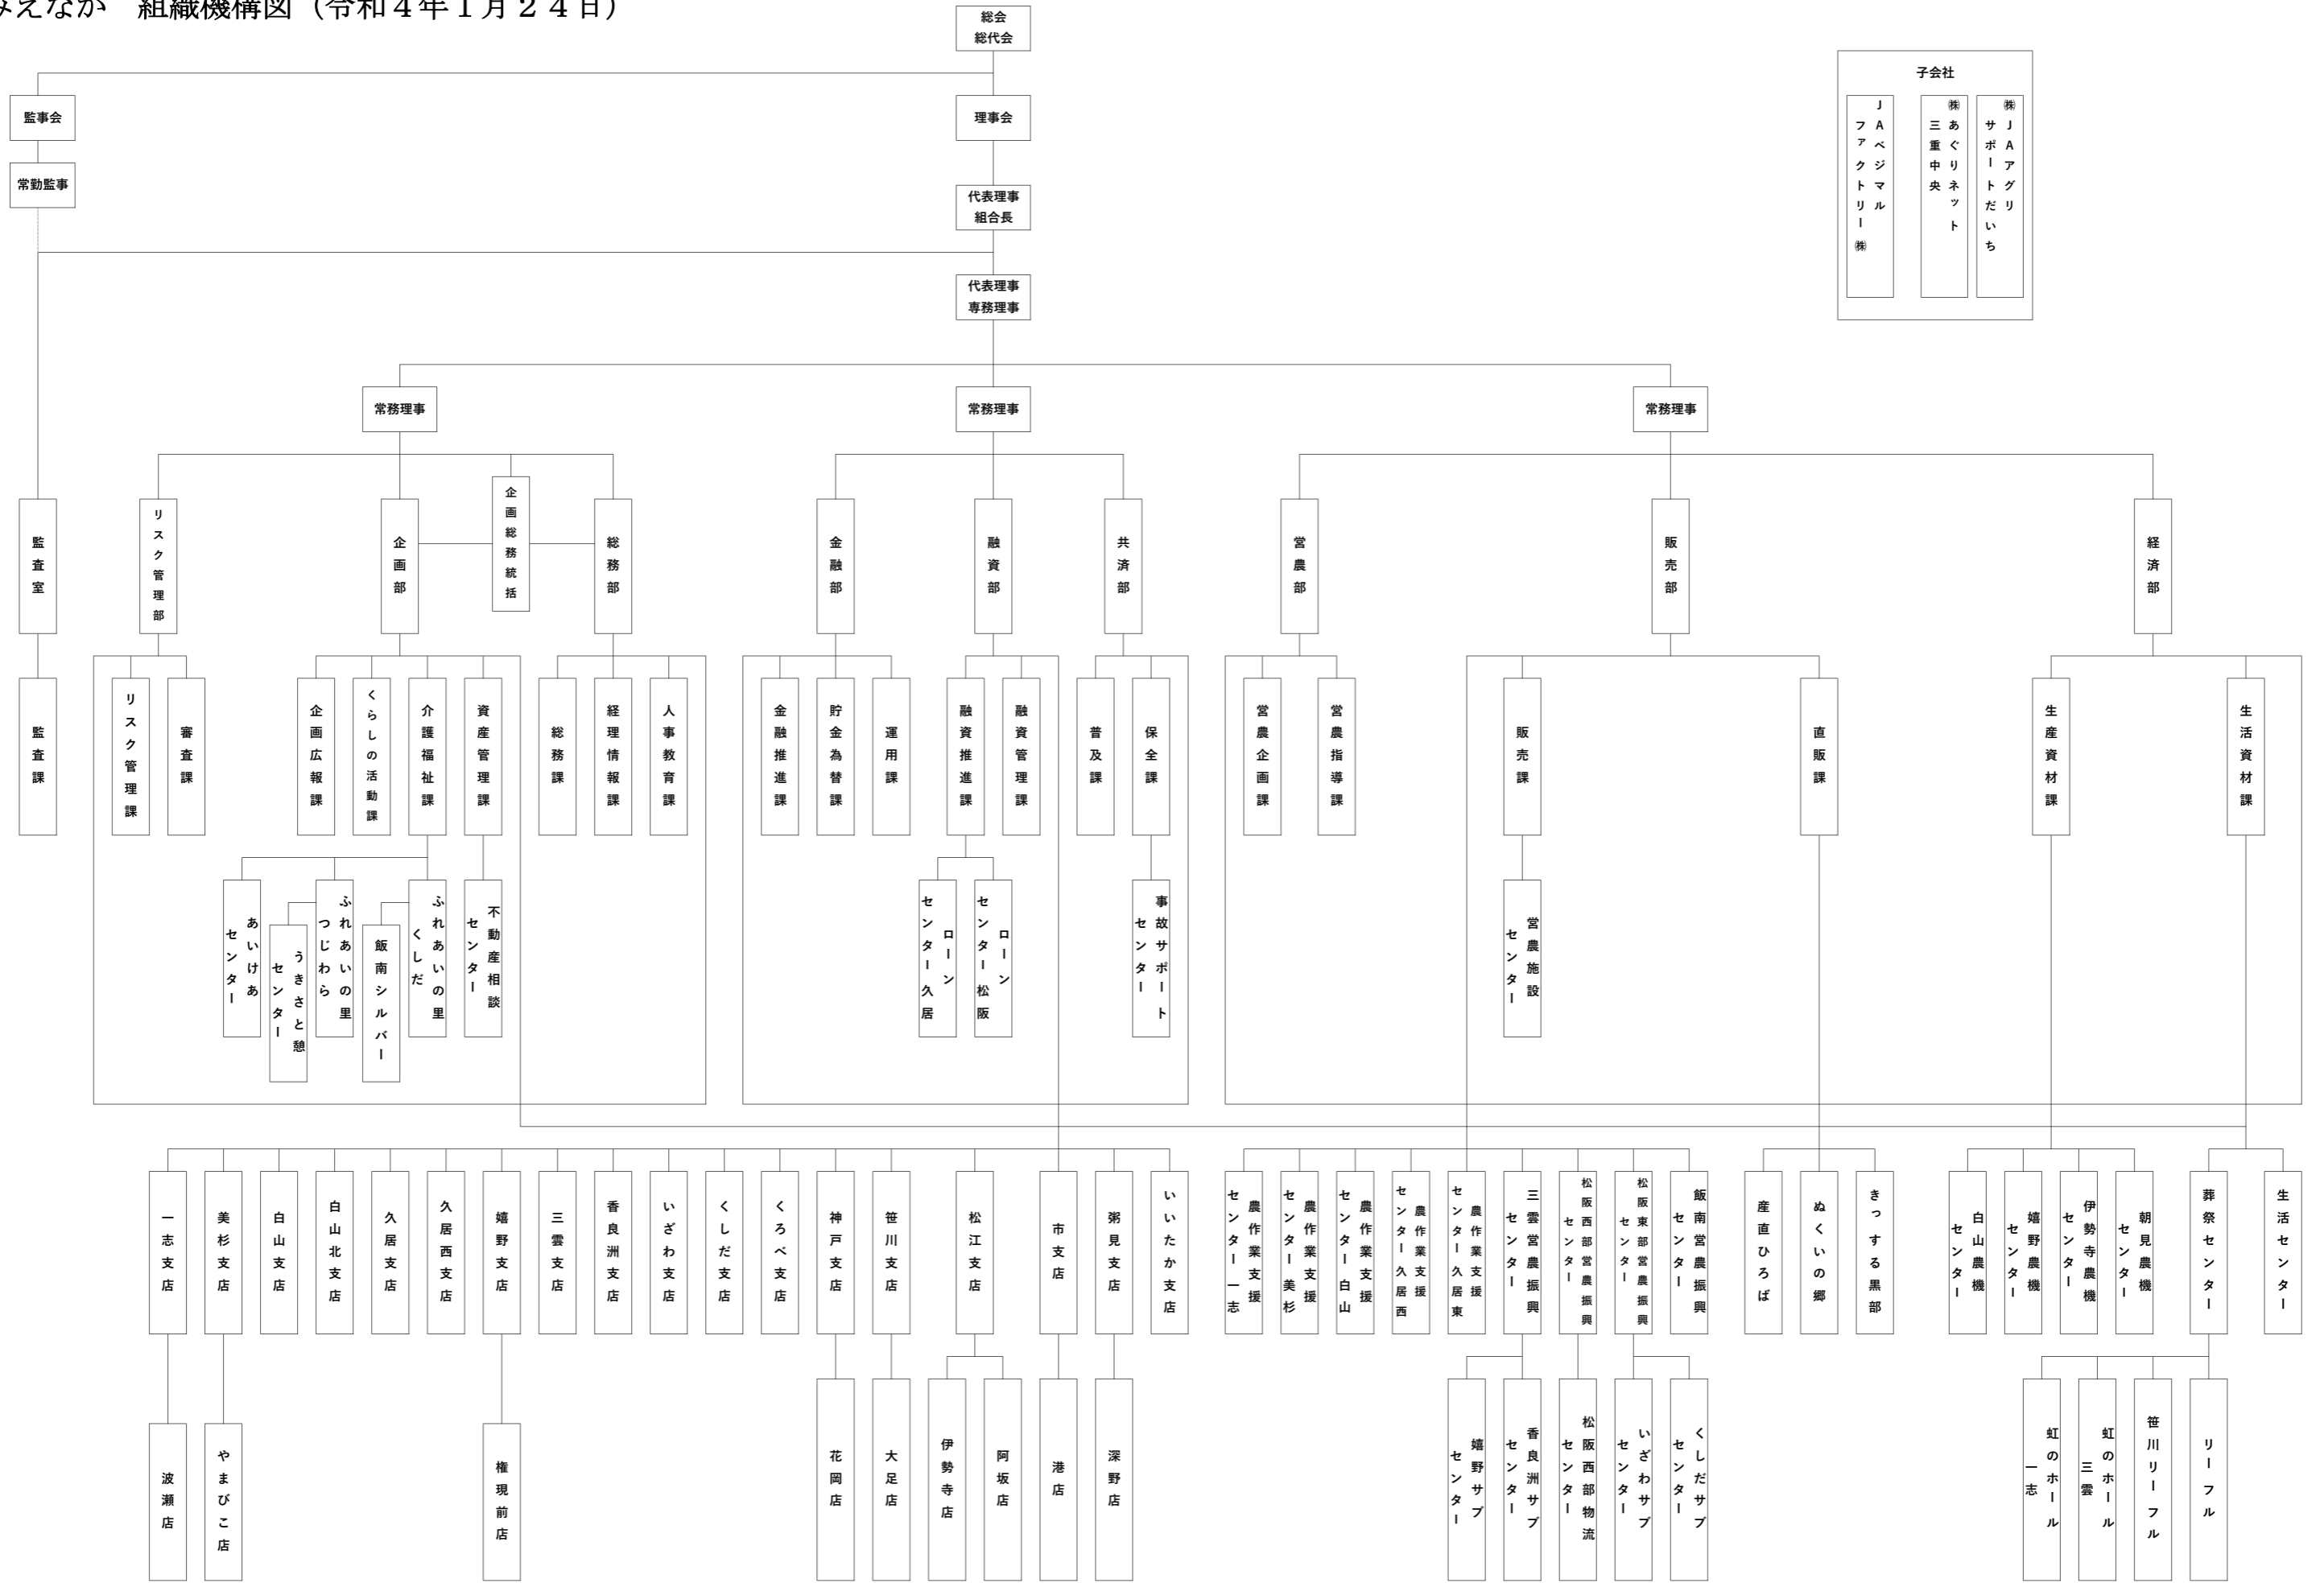 みえなか 組織機構図（令和４年１月２４日）
総会
総代会
子会社
ＪＡベジマル
ファクトリー㈱
㈱あぐりネット
三重中央
㈱ＪＡアグリ
サポートだいち
監事会
理事会
常勤監事
代表理事
組合長
代表理事
専務理事
常務理事
常務理事
常務理事
監査室
リスク管理部
企画部
企画総務統括
総務部
金融部
融資部
共済部
営農部
販売部
経済部
監査課
リスク管理課
審査課
企画広報課
くらしの活動課
介護福祉課
資産管理課
総務課
経理情報課
人事教育課
金融推進課
貯金為替課
運用課
融資推進課
融資管理課
普及課
保全課
営農企画課
営農指導課
販売課
直販課
生産資材課
生活資材課
あいけあ
センター
うきさと憩
センター
ふれあいの里
つじわら
飯南シルバー
ふれあいの里
くしだ
不動産相談
センター
ローン
センター久居
ローン
センター松阪
事故サポート
センター
営農施設
センター
一志支店
美杉支店
白山支店
白山北支店
久居支店
久居西支店
嬉野支店
三雲支店
香良洲支店
いざわ支店
くしだ支店
くろべ支店
神戸支店
笹川支店
松江支店
市支店
粥見支店
いいたか支店
農作業支援
センター一志
農作業支援
センター美杉
農作業支援
センター白山
農作業支援
センター久居西
農作業支援
センター久居東
三雲営農振興
センター
松阪西部営農振興
センター
松阪東部営農振興
センター
飯南営農振興
センター
産直ひろば
ぬくいの郷
きっする黒部
白山農機
センター
嬉野農機
センター
伊勢寺農機
センター
朝見農機
センター
葬祭センター
生活センター
波瀬店
やまびこ店
権現前店
花岡店
大足店
伊勢寺店
阿坂店
港店
深野店
嬉野サブ
センター
香良洲サブ
センター
松阪西部物流
センター
いざわサブ
センター
くしだサブ
センター
虹のホール
一志
虹のホール
三雲
笹川リーフル
リーフル